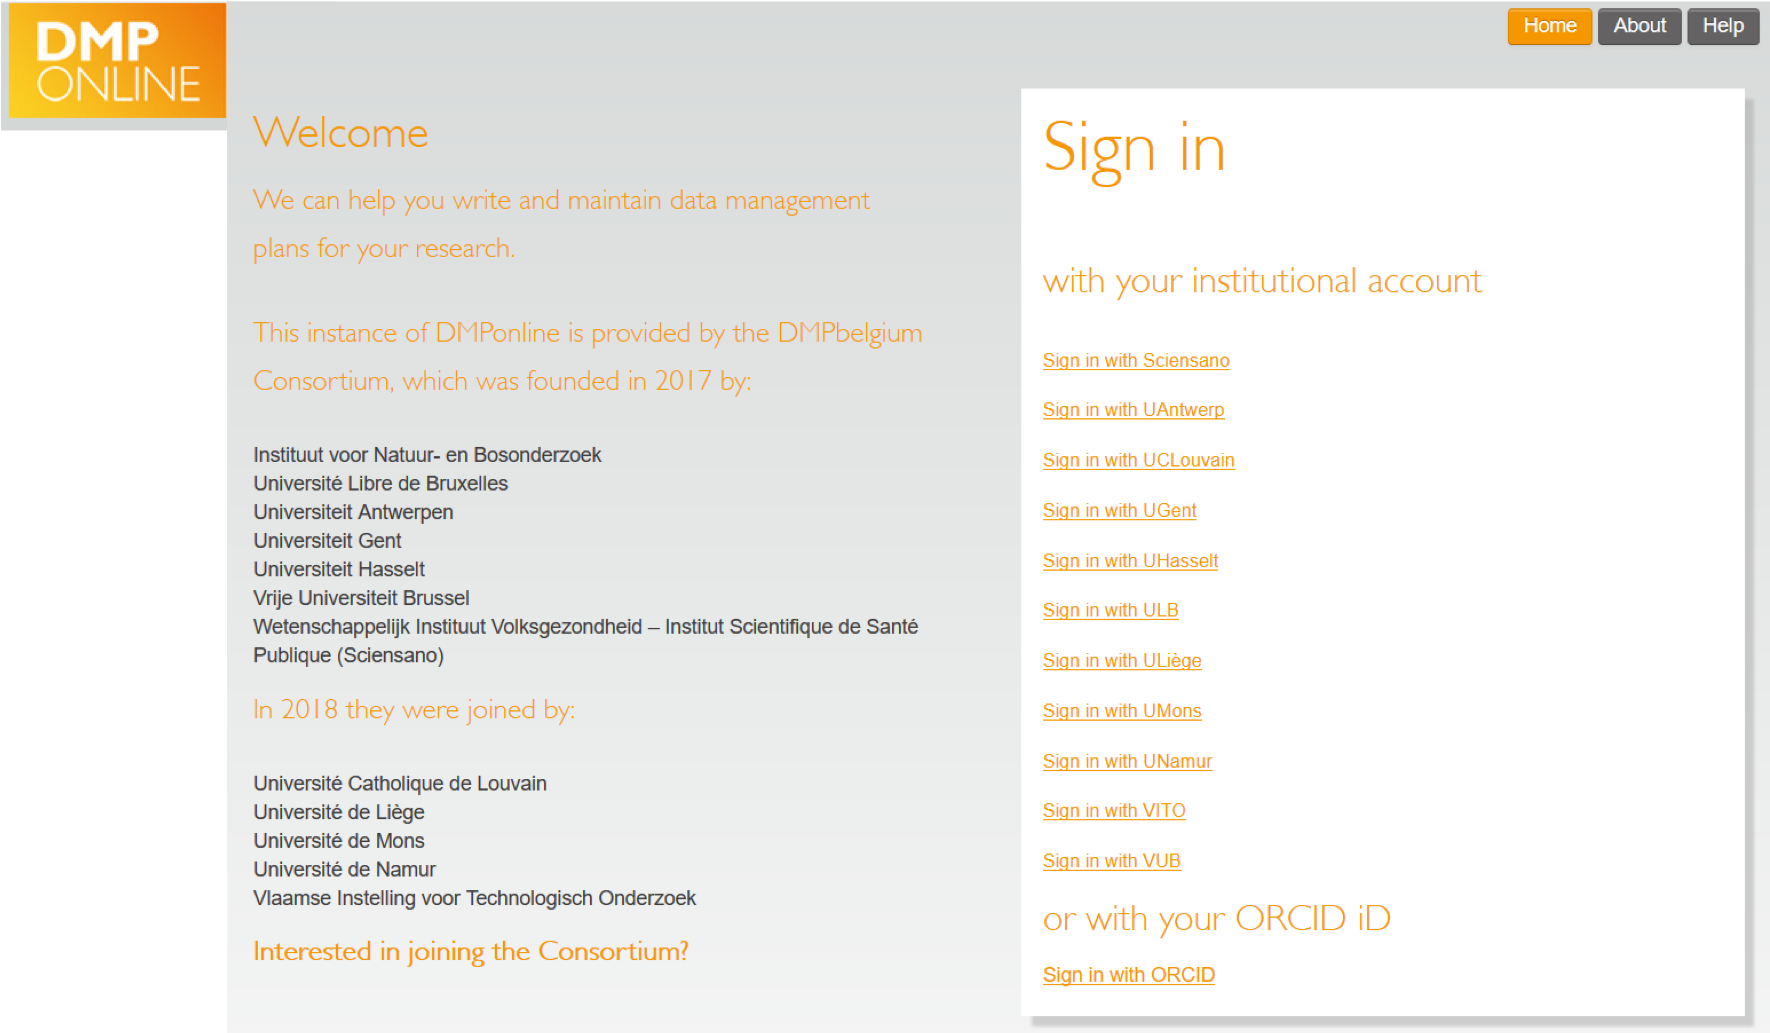 DMP
ONLINE
Home
About
Help
Welcome
We can help you write and maintain data management
plans for your research.
This instance of DMPonline is provided by the DMPbelgium
Consortium, which was founded in 2017 by:
Instituut voor Natuur- en Bosonderzoek
Université Libre de Bruxelles
Universiteit Antwerpen
Universiteit Gent
Universiteit Hasselt
Vrije Universiteit Brussel
Wetenschappelijk Instituut Volksgezondheid – Institut Scientifique de Santé
Publique (Sciensano)
In 2018 they were joined by:
Université Catholique de Louvain
Université de Liège
Université de Mons
Université de Namur
Vlaamse Instelling voor Technologisch Onderzoek
Interested in joining the Consortium?
Sign in
with your institutional account
Sign in with Sciensano
Sign in with UAntwerp
Sign in with UCLouvain
Sign in with UGent
Sign in with UHasselt
Sign in with ULB
Sign in with ULiège
Sign in with UMons
Sign in with UNamur
Sign in with VITO
Sign in with VUB
or with your ORCID iD
Sign in with ORCID